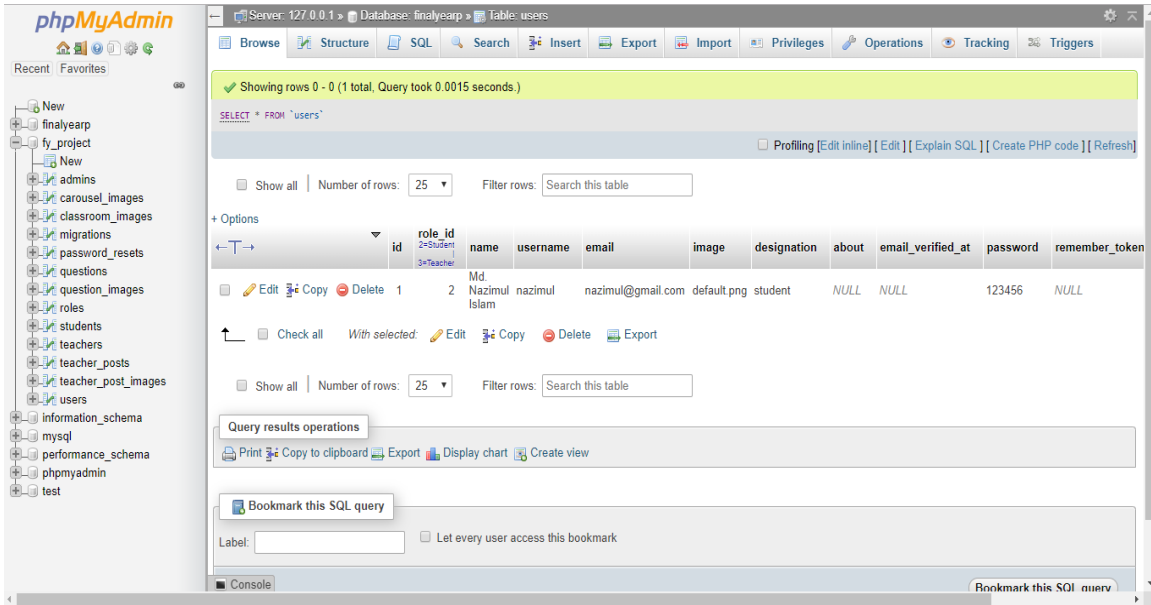 phpMyAdmin
Recent Favorites
New
finalyearp
fy_project
New
admins
carousel_images
classroom_images
migrations
password_resets
questions
question_images
roles
students
teachers
teacher_posts
teacher_post_images
users
information_schema
mysql
performance_schema
phpmyadmin
test
Server: 127.0.0.1 » Database: finalyearp » Table: users
Browse Structure SQL Search Insert Export Import Privileges Operations Tracking Triggers
Showing rows 0 - 0 (1 total, Query took 0.0015 seconds.)
SELECT * FROM `users`
Profiling [Edit inline] [ Edit ] [ Explain SQL ] [ Create PHP code ] [ Refresh]
Show all Number of rows: 25 Filter rows: Search this table
+ Options
←T→ id role_id name username email image designation about email_verified_at password remember_token
2=Student
|
3=Teacher
Edit Copy Delete 1 2 Md. Nazimul Islam nazimul nazimul@gmail.com default.png student NULL NULL 123456 NULL
Check all With selected: Edit Copy Delete Export
Show all Number of rows: 25 Filter rows: Search this table
Query results operations
Print Copy to clipboard Export Display chart Create view
Bookmark this SQL query
Label: Let every user access this bookmark
Console Bookmark this SQL query